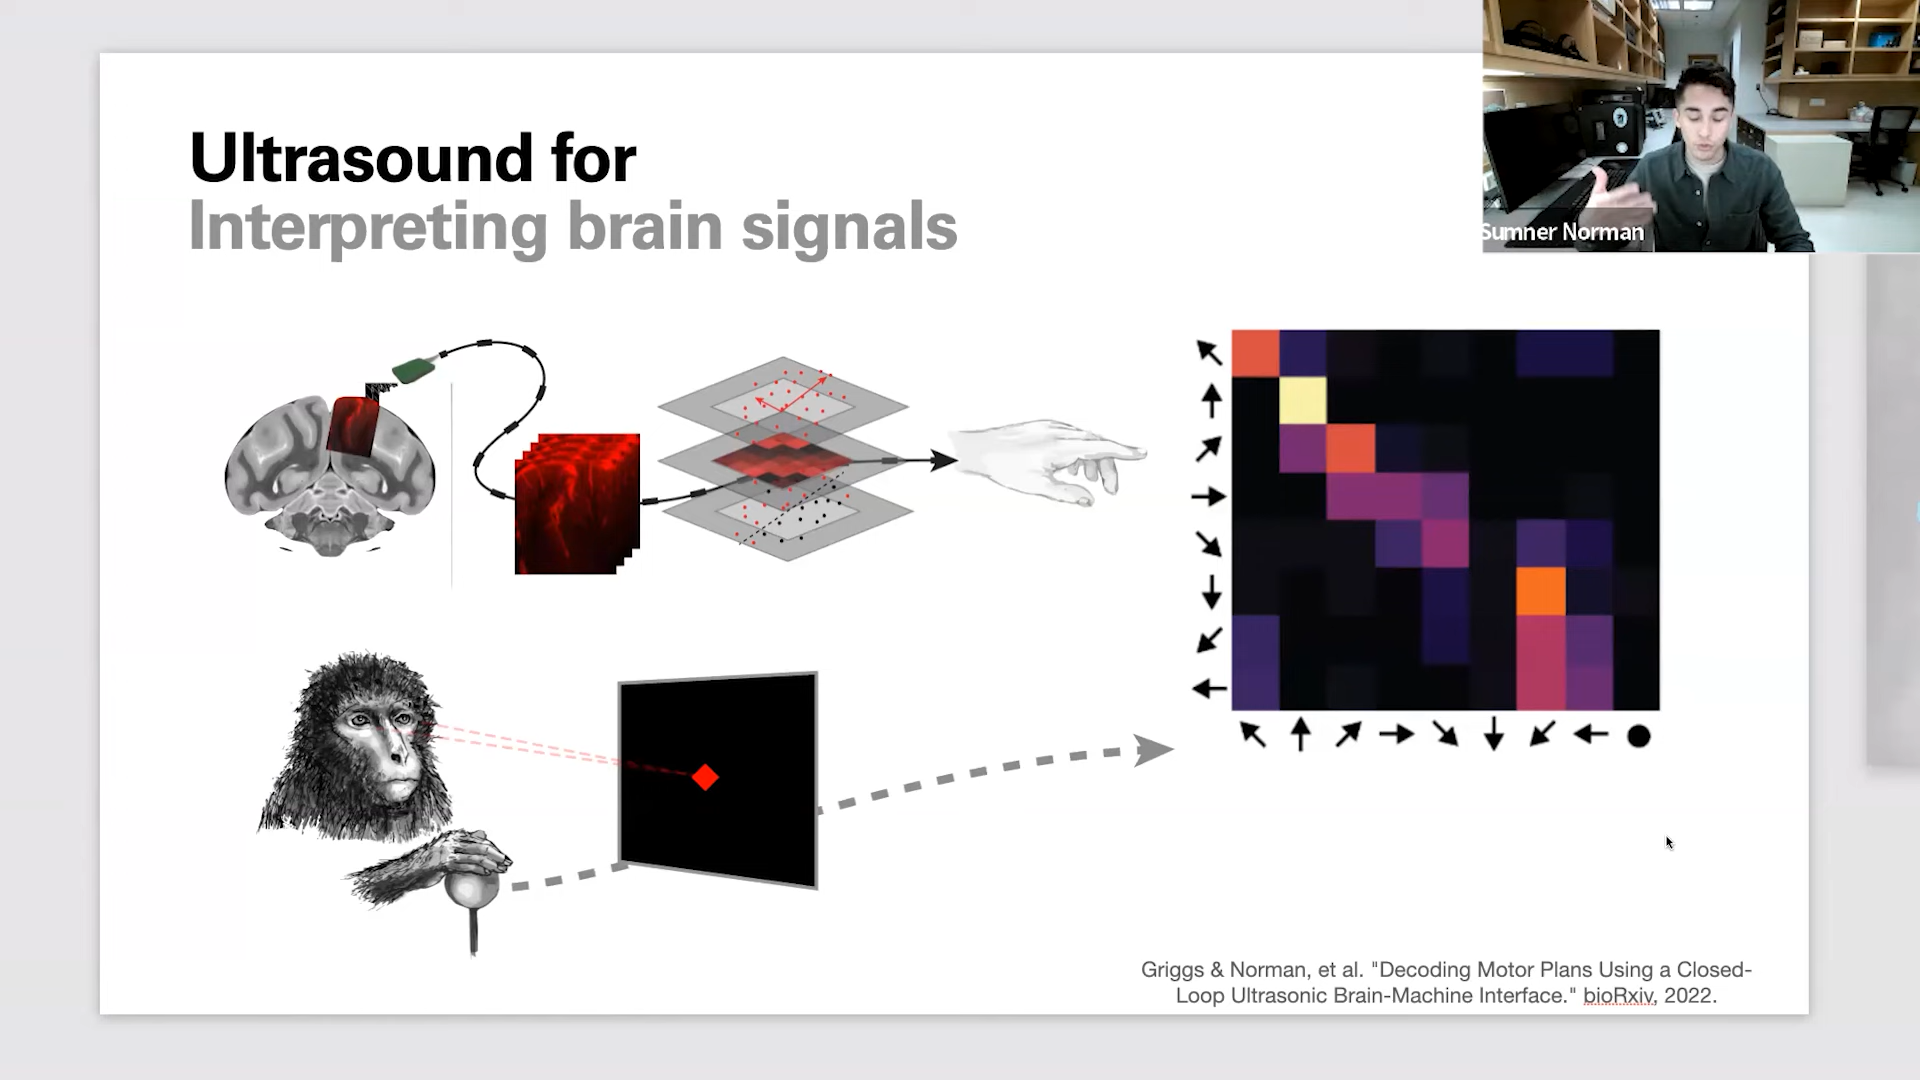 Ultrasound for
Interpreting brain signals
Sumner Norman
Griggs & Norman, et al. "Decoding Motor Plans Using a Closed-
Loop Ultrasonic Brain-Machine Interface." bioRxiv, 2022.